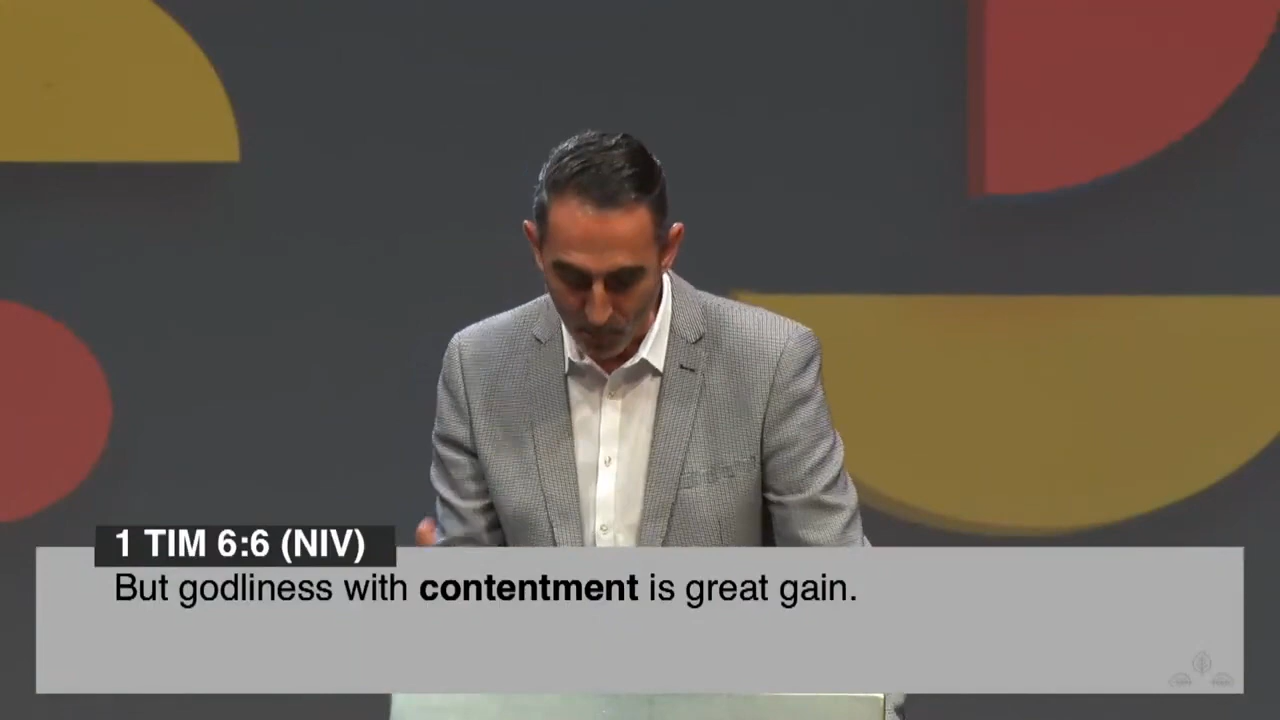 1 TIM 6:6 (NIV)
But godliness with contentment is great gain.